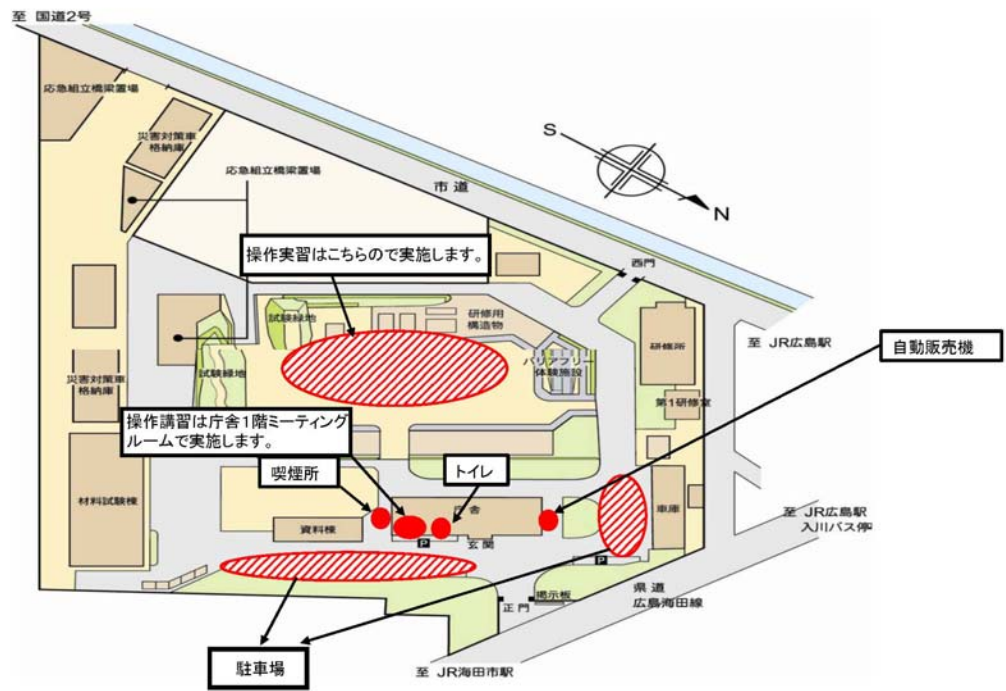 至 国道2号
応急組立橋梁置場
災害対策車
格納庫
応急組立橋梁置場
市道
S
N
操作実習はこちらので実施します。
西門
試験緑地
研修用
構造物
至 JR広島駅
自動販売機
研修所
バリアフリー
体験施設
試験緑地
災害対策車
格納庫
第1研修室
操作講習は庁舎1階ミーティング
ルームで実施します。
喫煙所
トイレ
材料試験棟
資料棟
庁舎
車庫
至 JR広島駅
入川バス停
P
玄関
P
県道
広島海田線
掲示板
正門
駐車場
至 JR海田市駅